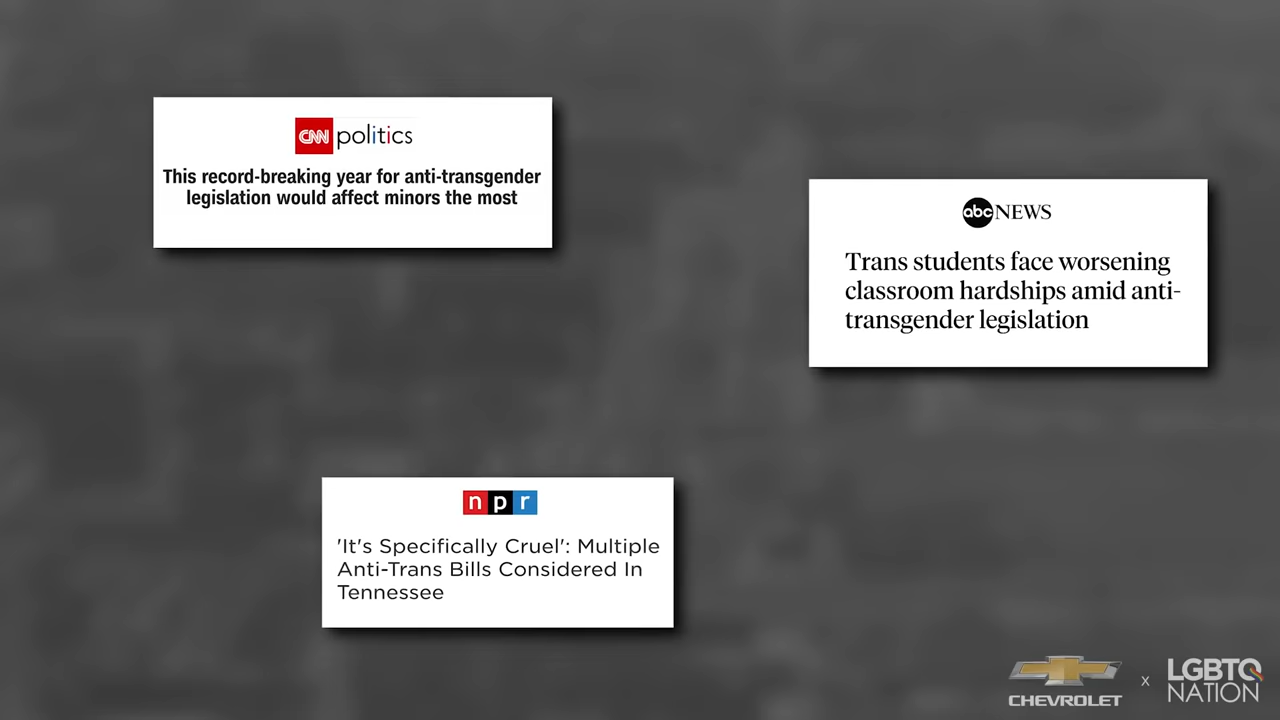 CNN politics
This record-breaking year for anti-transgender
legislation would affect minors the most
abc NEWS
Trans students face worsening
classroom hardships amid anti-
transgender legislation
npr
'It's Specifically Cruel': Multiple
Anti-Trans Bills Considered In
Tennessee
CHEVROLET x LGBTQ
NATION